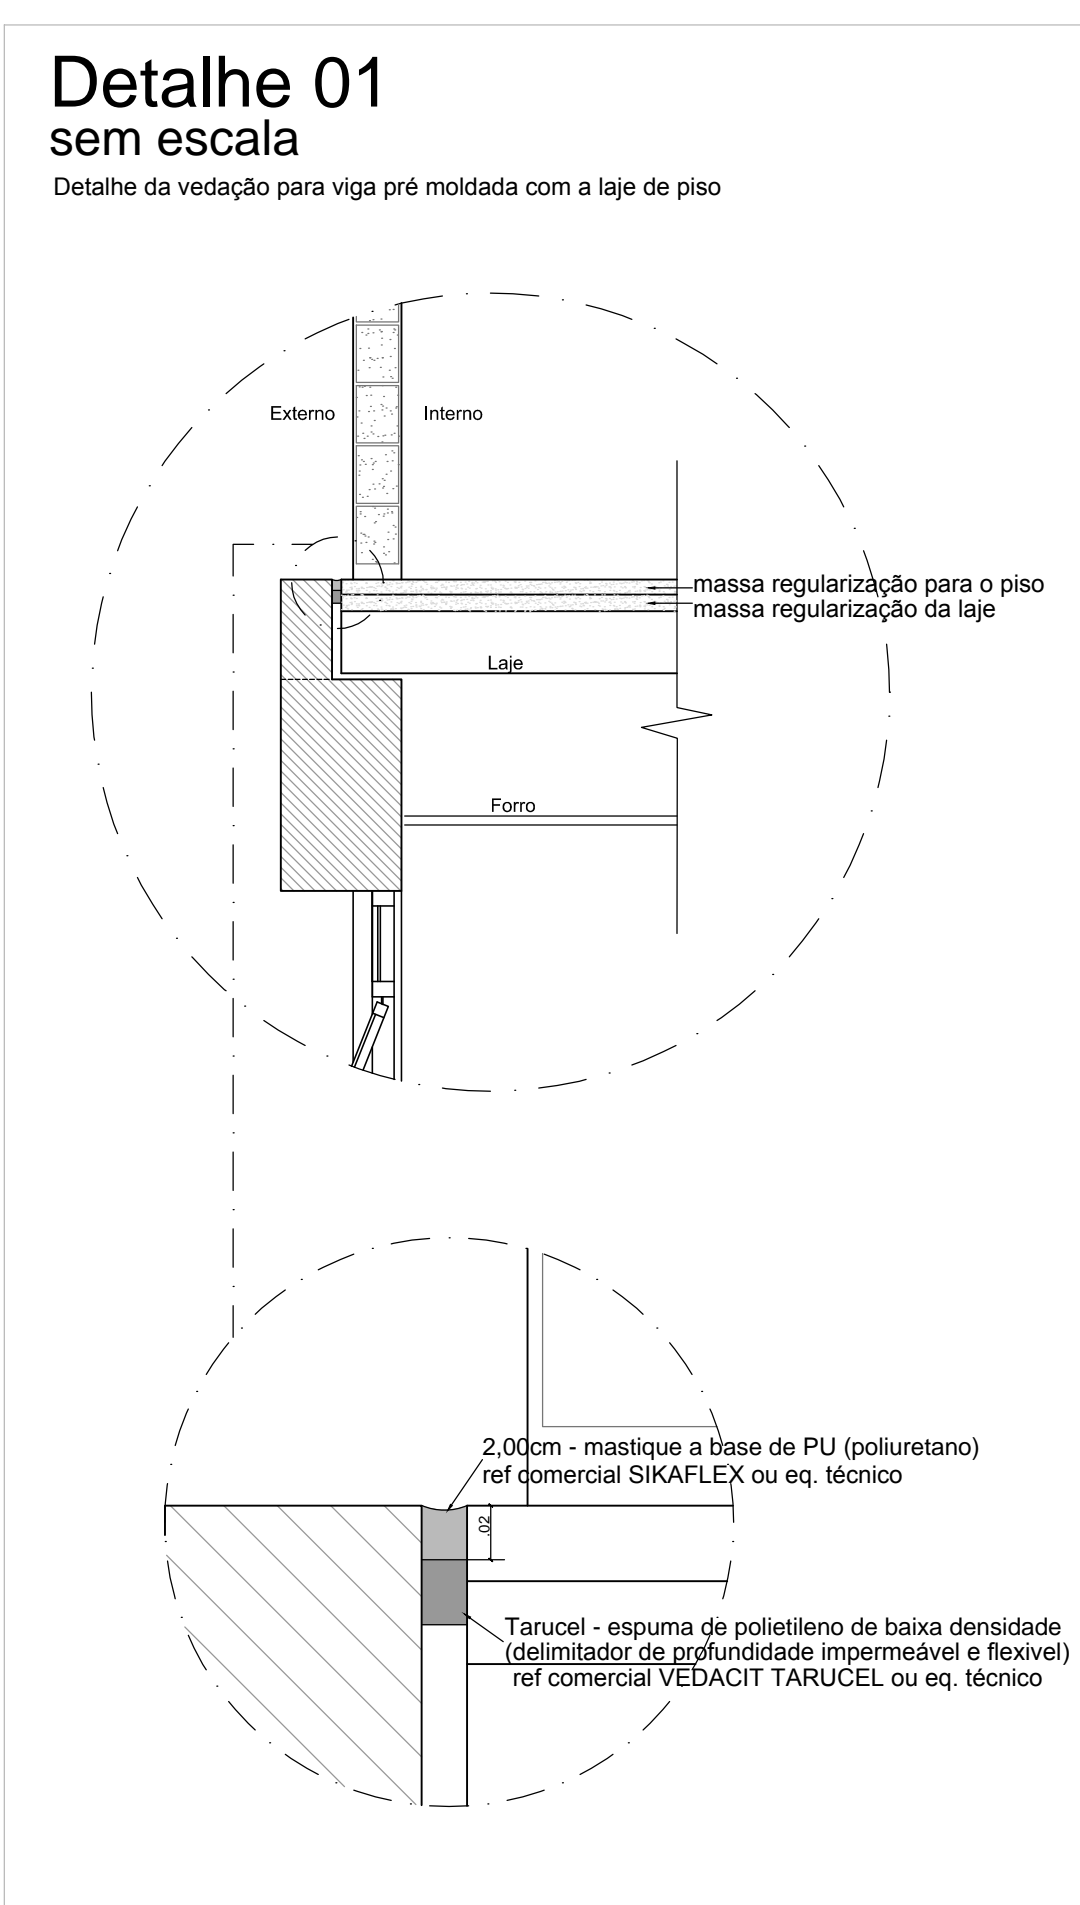 Detalhe 01
sem escala
Detalhe da vedação para viga pré moldada com a laje de piso
Externo
Interno
massa regularização para o piso
massa regularização da laje
Laje
Forro
2,00cm - mastique a base de PU (poliuretano)
ref comercial SIKAFLEX ou eq. técnico
.02
Tarucel - espuma de polietileno de baixa densidade
(delimitador de profundidade impermeável e flexivel)
ref comercial VEDACIT TARUCEL ou eq. técnico